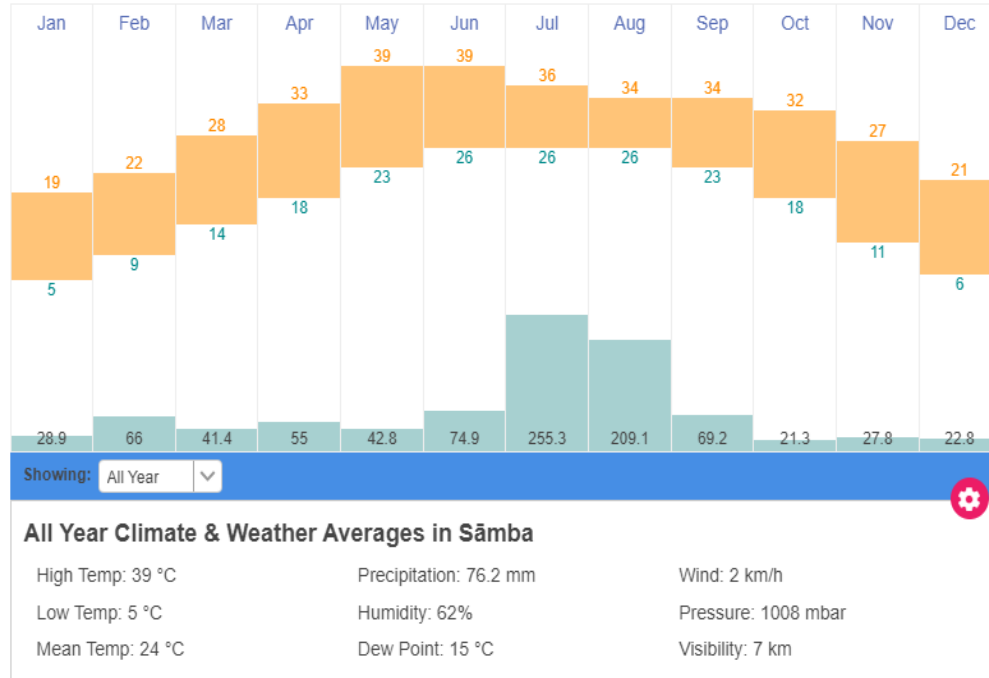 Jan Feb Mar Apr May Jun Jul Aug Sep Oct Nov Dec
19 22 28 33 39 39 36 34 34 32 27 21
5 9 14 18 23 26 26 26 23 18 11 6
28.9 66 41.4 55 42.8 74.9 255.3 209.1 69.2 21.3 27.8 22.8
Showing: All Year
All Year Climate & Weather Averages in Sāmba
High Temp: 39 °C Precipitation: 76.2 mm Wind: 2 km/h
Low Temp: 5 °C Humidity: 62% Pressure: 1008 mbar
Mean Temp: 24 °C Dew Point: 15 °C Visibility: 7 km